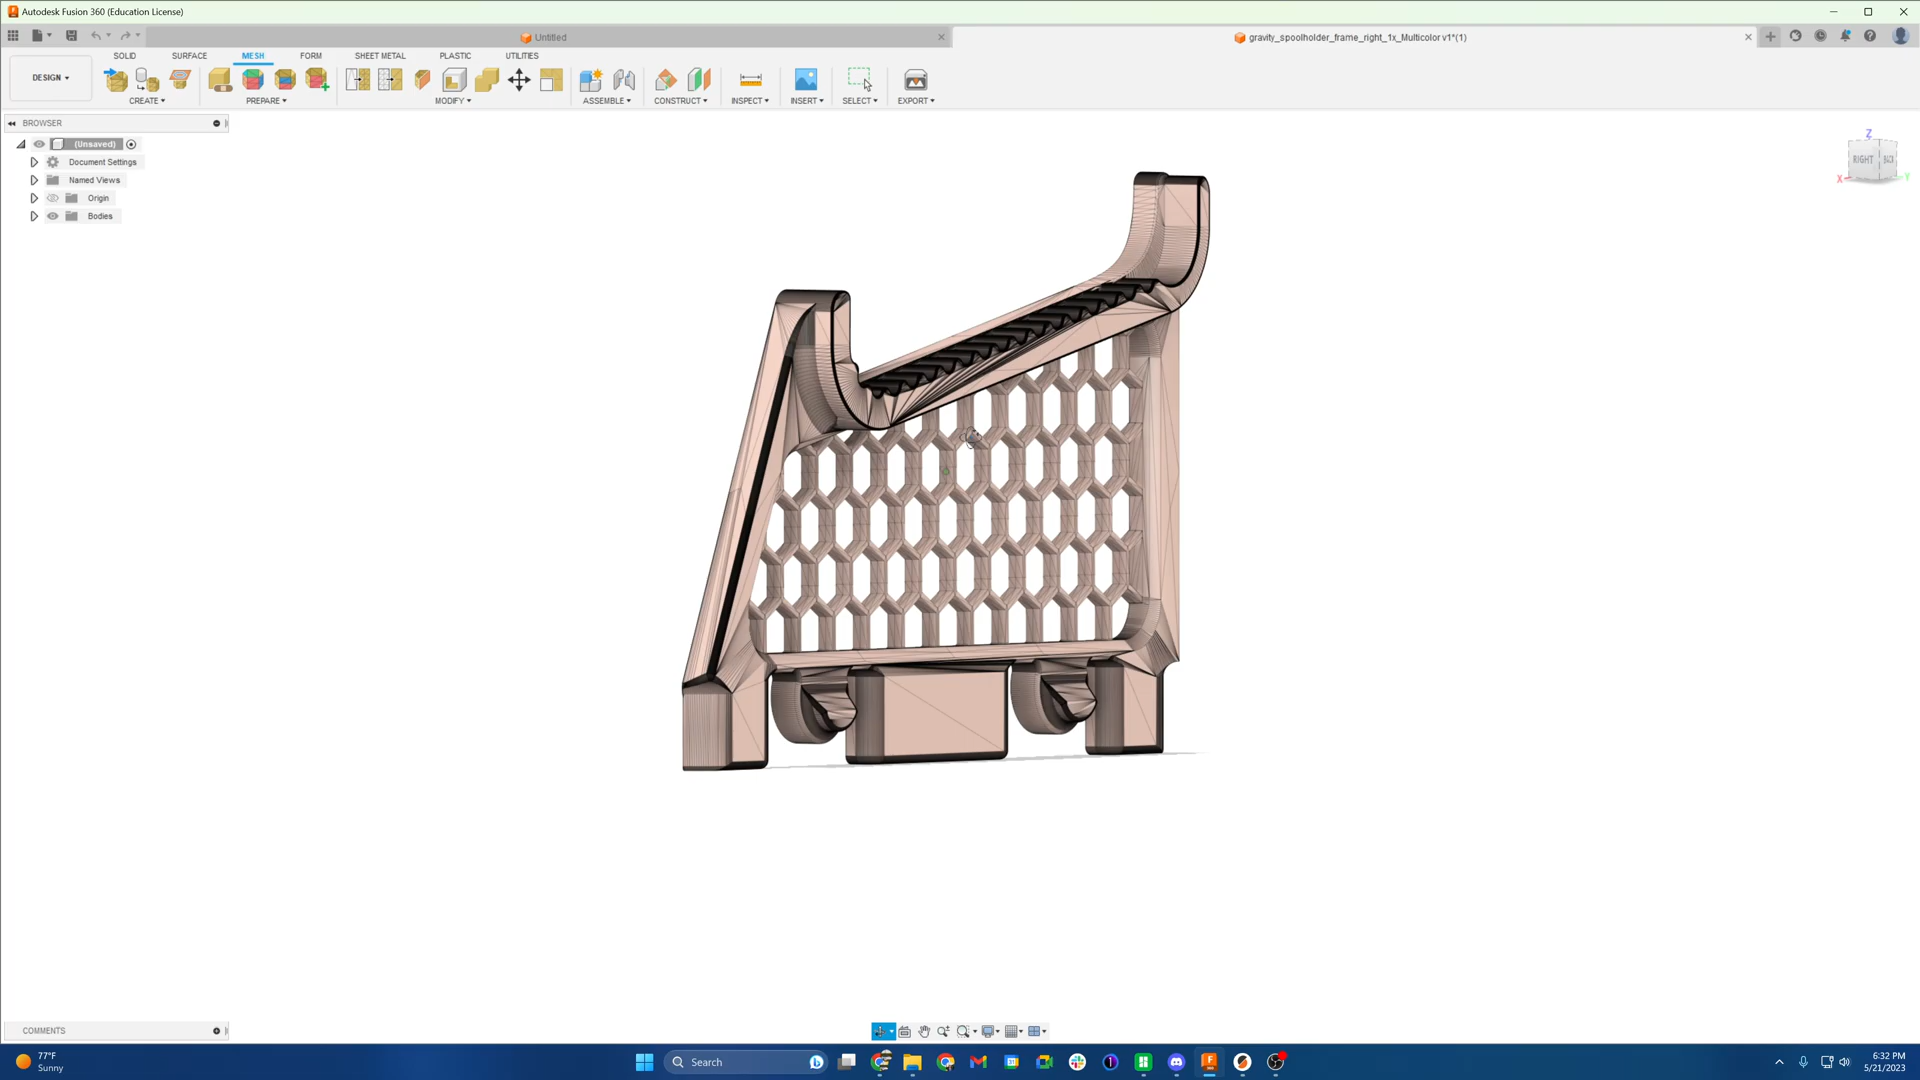 Autodesk Fusion 360 (Education License)
Untitled
gravity_spoolholder_frame_right_1x_Multicolor v1*(1)
SOLID
SURFACE
MESH
FORM
SHEET METAL
PLASTIC
UTILITIES
DESIGN
CREATE
PREPARE
MODIFY
ASSEMBLE
CONSTRUCT
INSPECT
INSERT
SELECT
EXPORT
BROWSER
(Unsaved)
Document Settings
Named Views
Origin
Bodies
Z
RIGHT
BACK
X
Y
COMMENTS
77°F
Sunny
Search
6:32 PM
5/21/2023